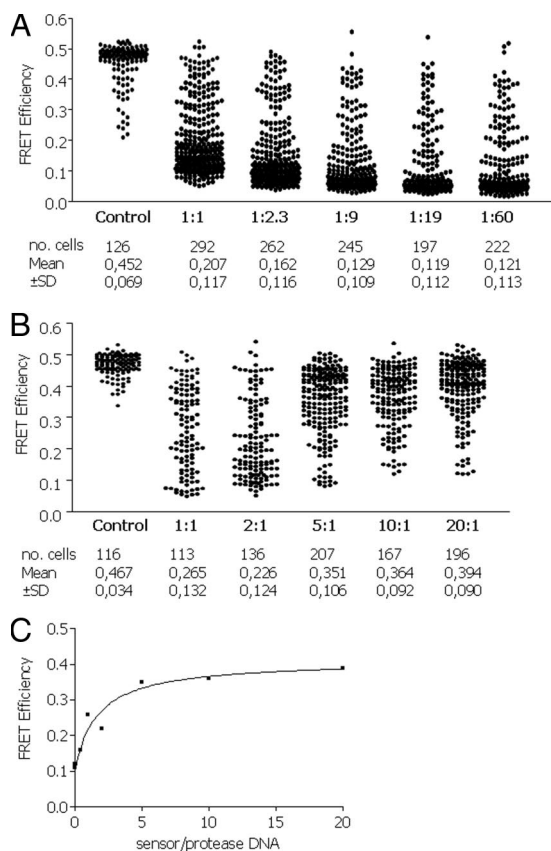 A
FRET Efficiency
0.6
0.5
0.4
0.3
0.2
0.1
0.0
Control 1:1 1:2.3 1:9 1:19 1:60
no. cells 126 292 262 245 197 222
Mean 0,452 0,207 0,162 0,129 0,119 0,121
±SD 0,069 0,117 0,116 0,109 0,112 0,113
B
FRET Efficiency
0.6
0.5
0.4
0.3
0.2
0.1
0.0
Control 1:1 2:1 5:1 10:1 20:1
no. cells 116 113 136 207 167 196
Mean 0,467 0,265 0,226 0,351 0,364 0,394
±SD 0,034 0,132 0,124 0,106 0,092 0,090
C
FRET Efficiency
0.5
0.4
0.3
0.2
0.1
0.0
0 5 10 15 20
sensor/protease DNA